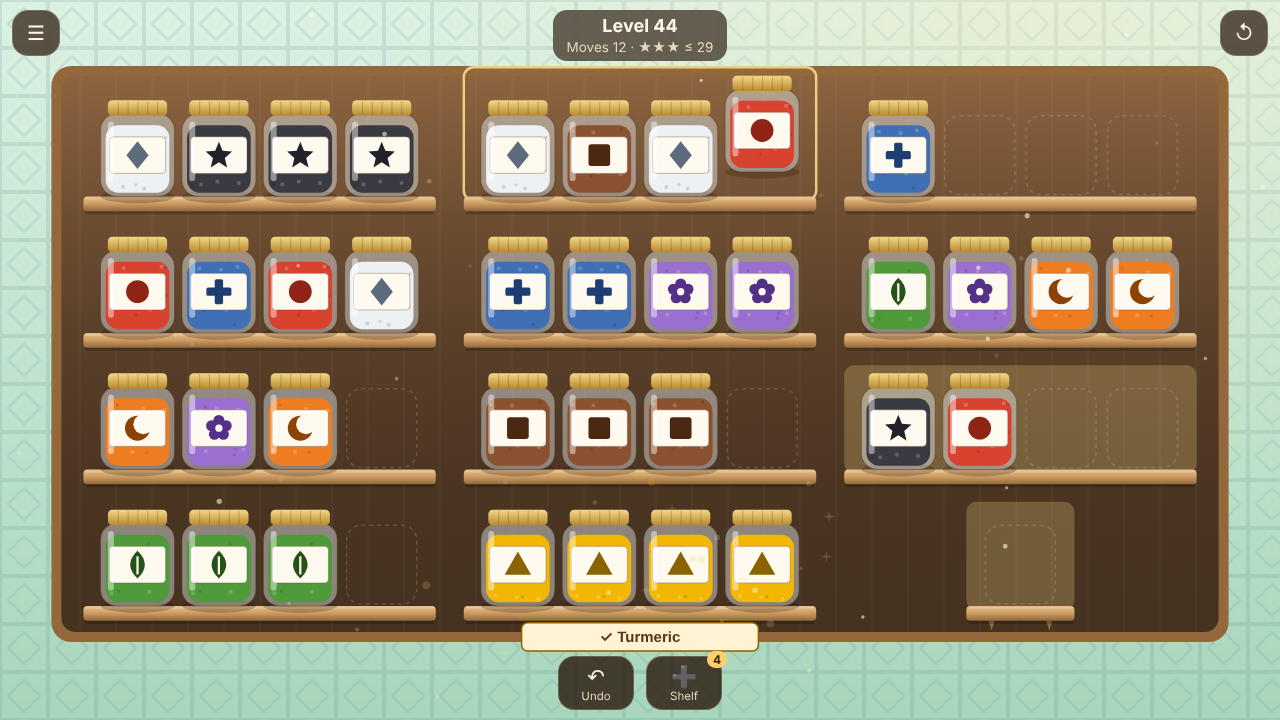 Level 44
Moves 12 · ★★★ ≤ 29
✓ Turmeric
4
Undo
Shelf